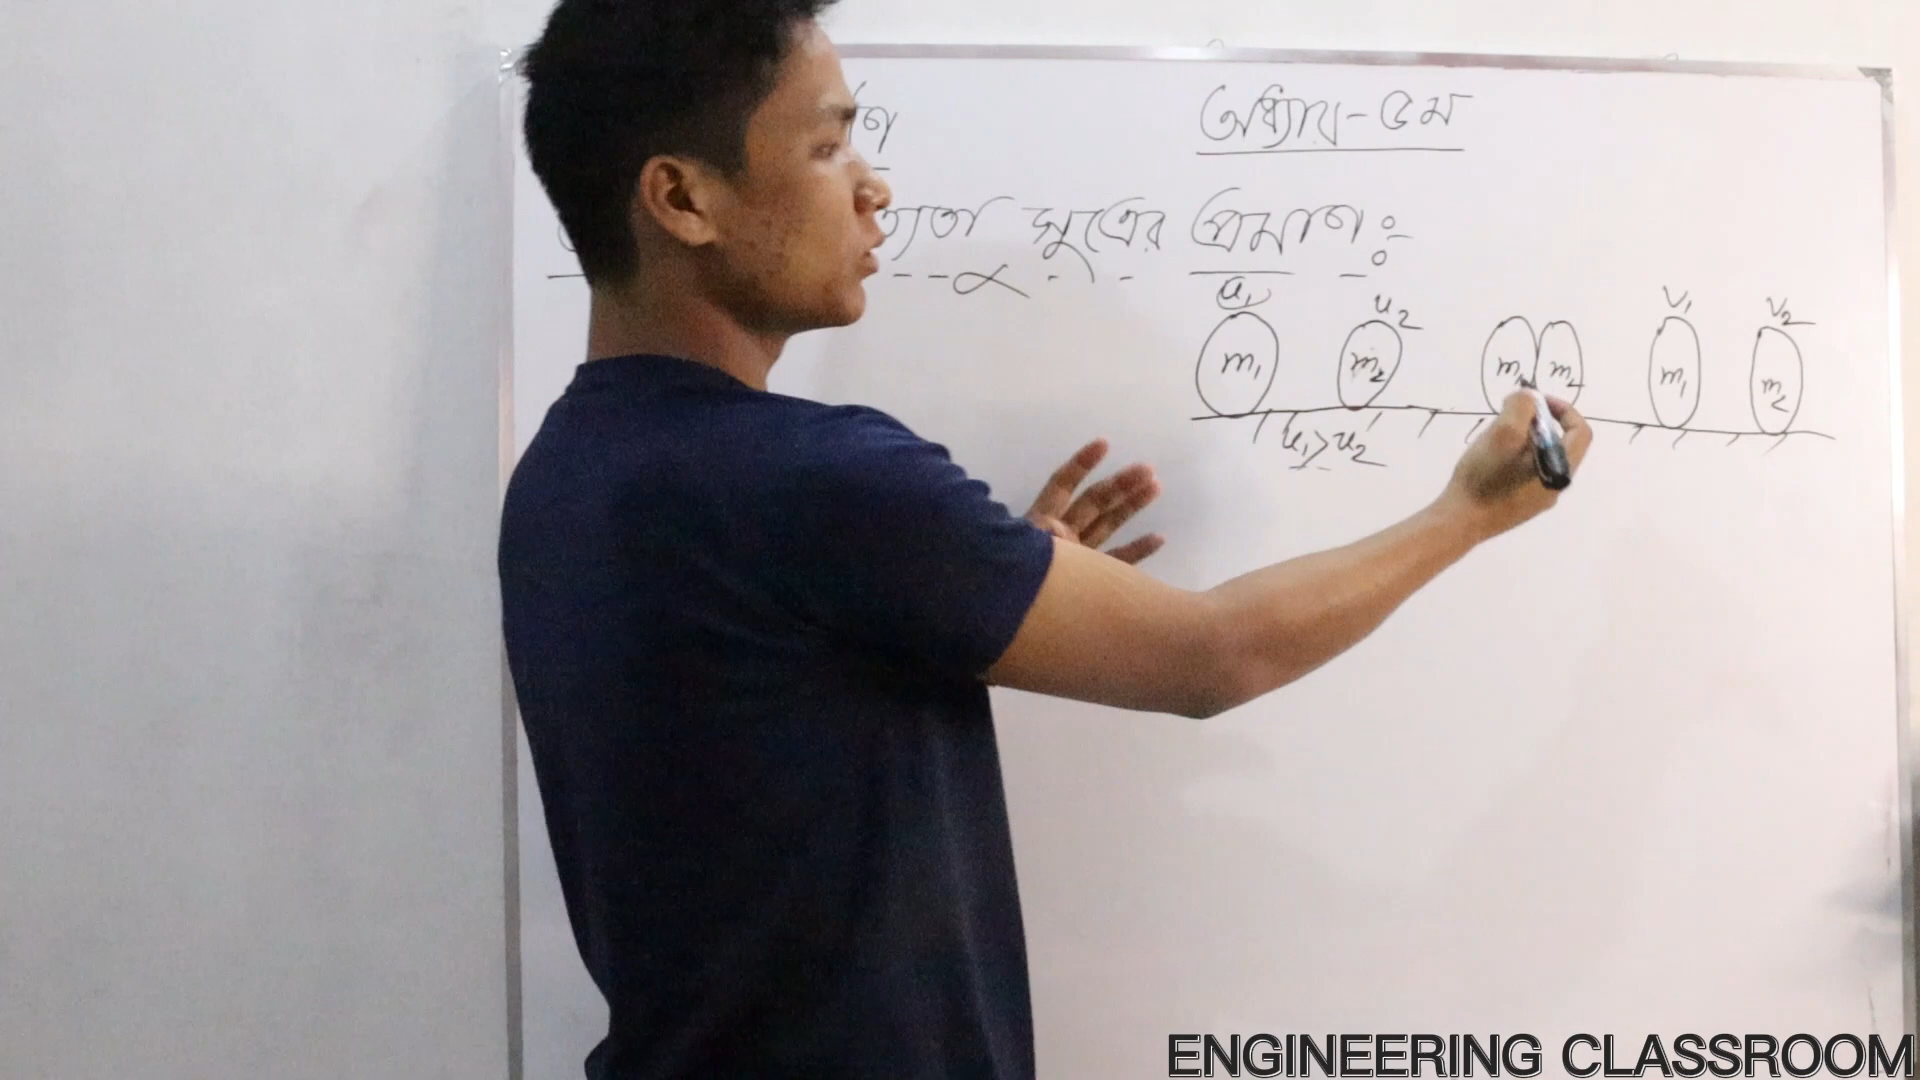 অধ্যায়-৫ম
সূত্রের প্রমাণঃ
u₁ u₂ v₁ v₂
m₁ m₂ m₁ m₂ m₁ m₂
u₁>u₂
ENGINEERING CLASSROOM